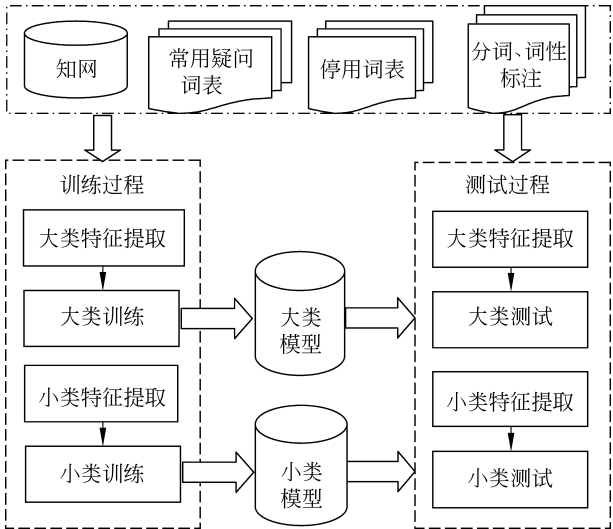 知网
常用疑问
词表
停用词表
分词、词性
标注
训练过程
大类特征提取
大类训练
小类特征提取
小类训练
大类
模型
小类
模型
测试过程
大类特征提取
大类测试
小类特征提取
小类测试